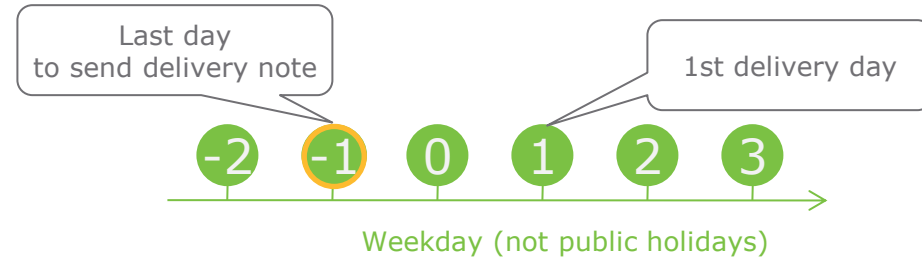 Last day
to send delivery note
1st delivery day
-2 -1 0 1 2 3
Weekday (not public holidays)